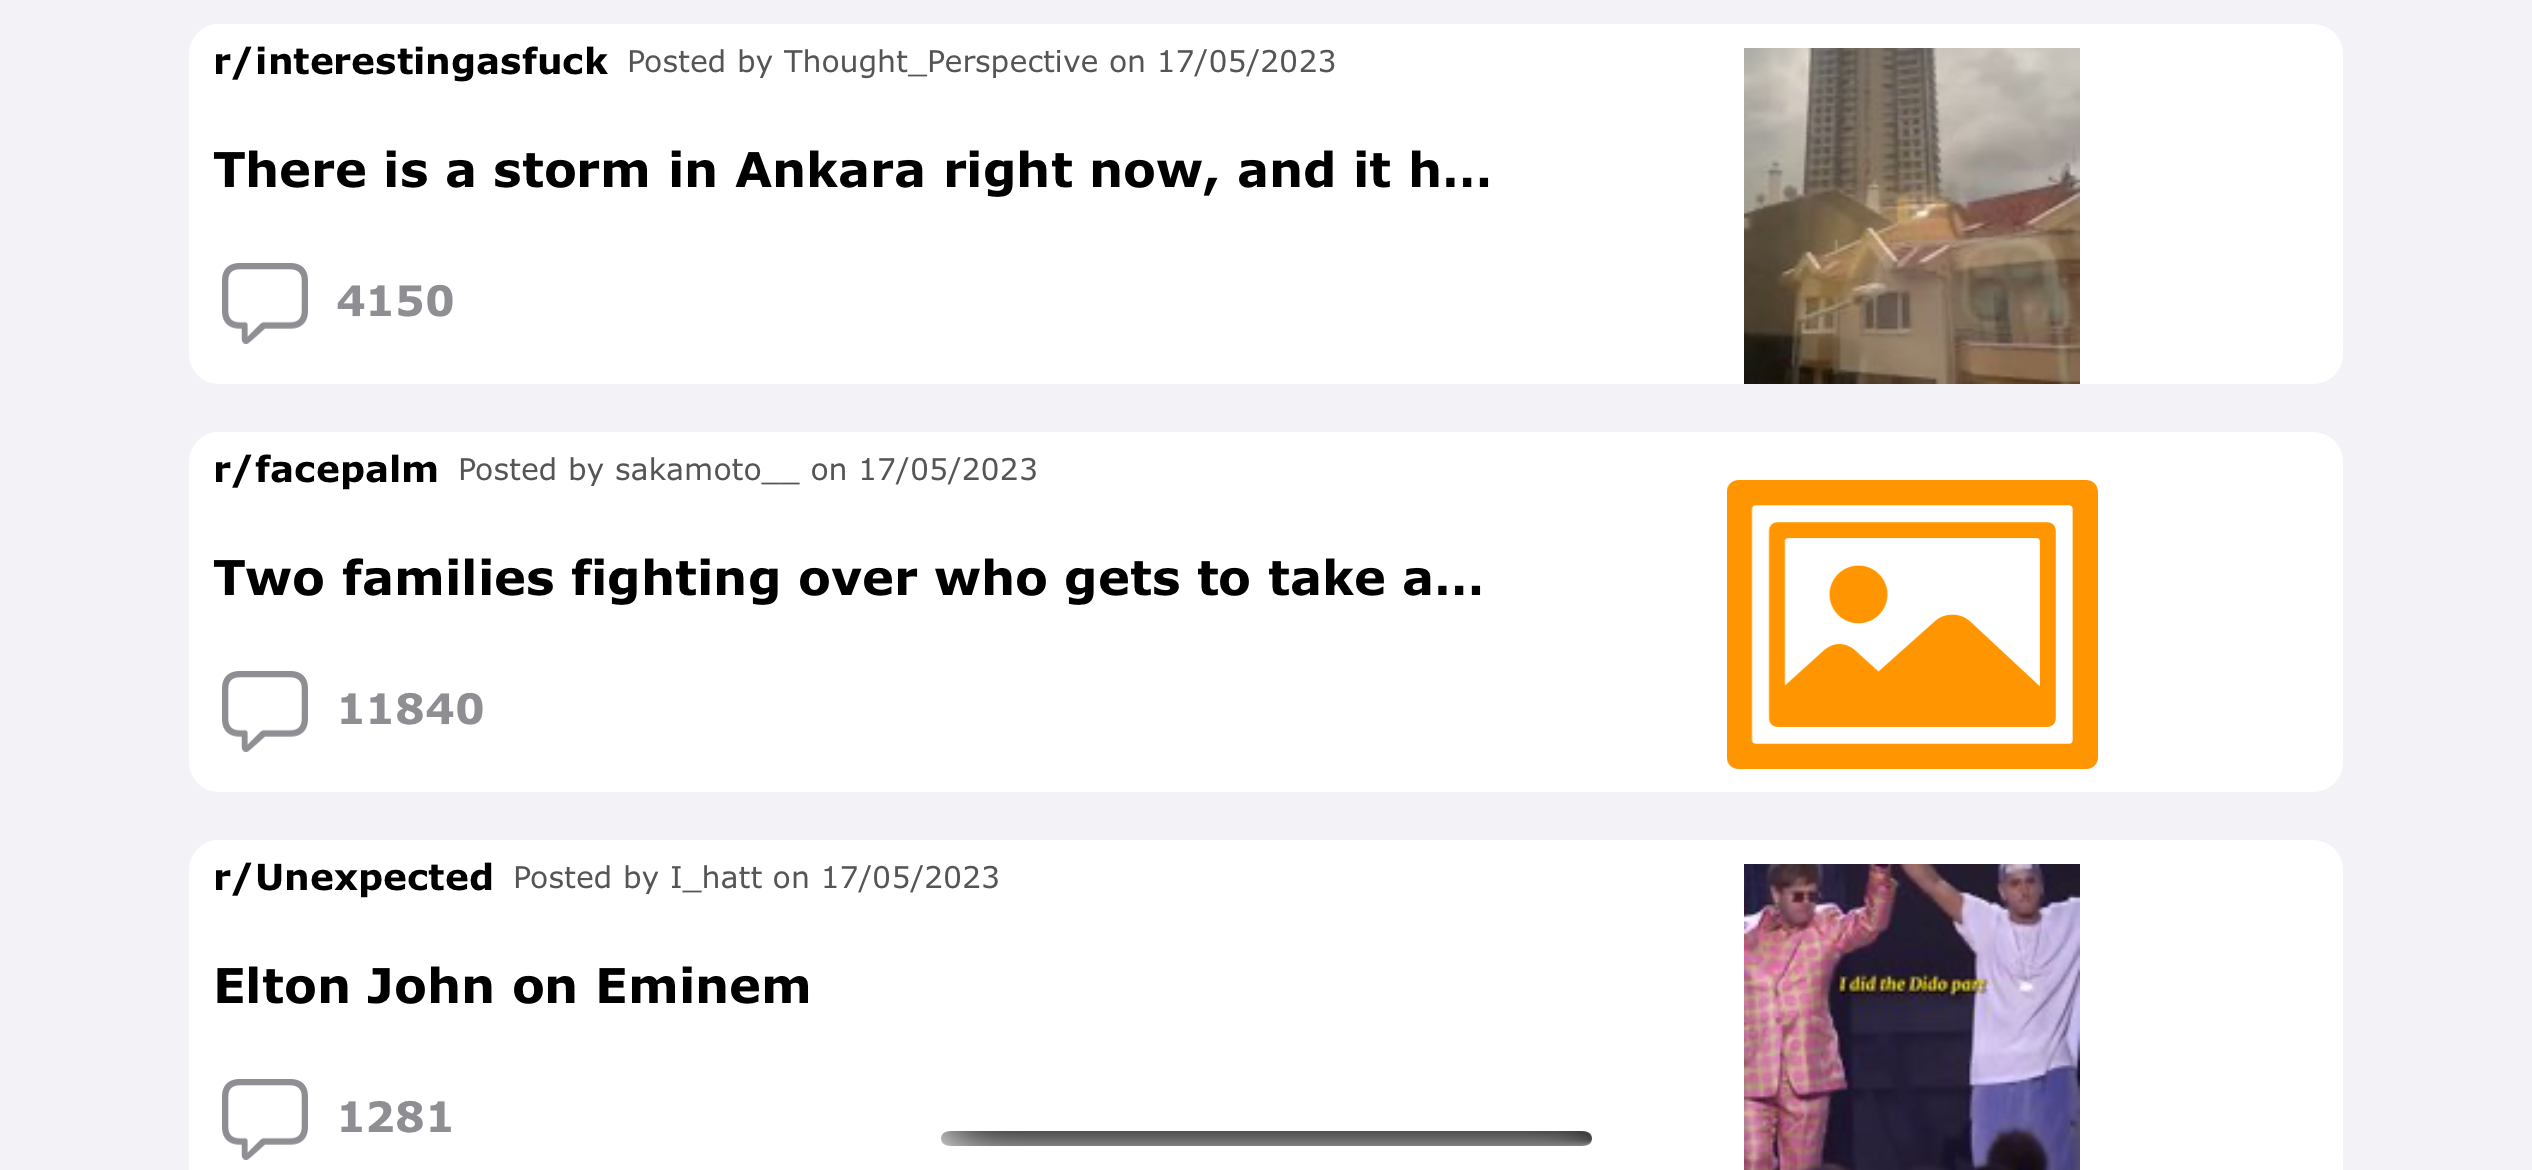 r/interestingasfuck Posted by Thought_Perspective on 17/05/2023
There is a storm in Ankara right now, and it h...
4150
r/facepalm Posted by sakamoto__ on 17/05/2023
Two families fighting over who gets to take a...
11840
r/Unexpected Posted by I_hatt on 17/05/2023
Elton John on Eminem
I did the Dido part
1281